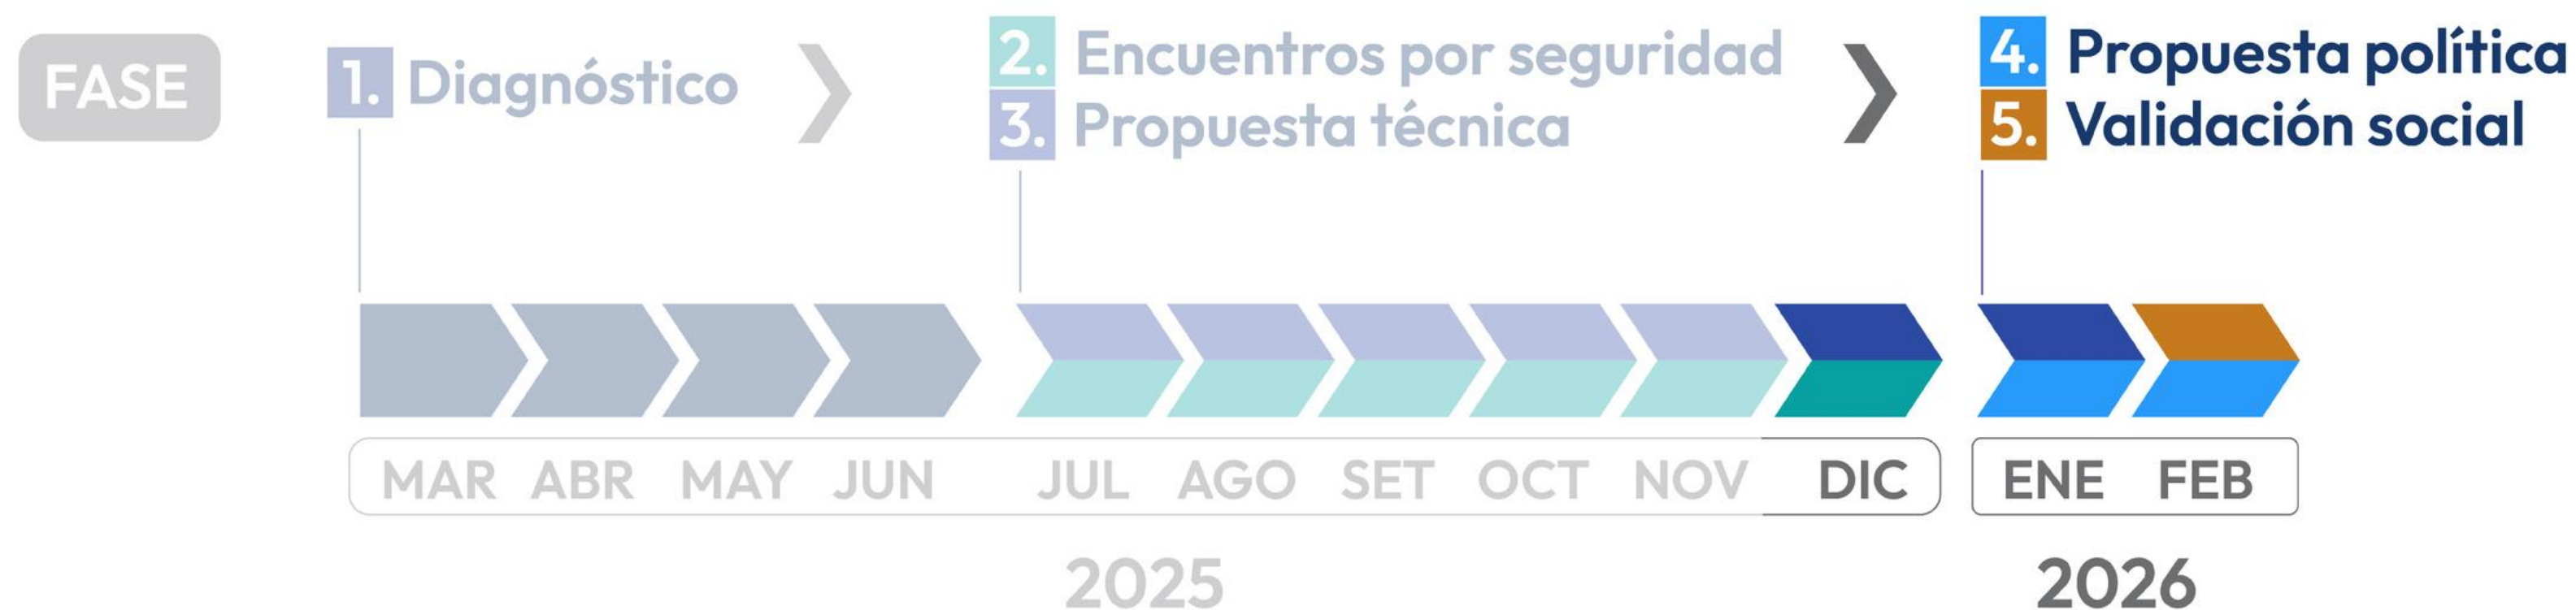 FASE
1. Diagnóstico
2. Encuentros por seguridad
3. Propuesta técnica
4. Propuesta política
5. Validación social
MAR ABR MAY JUN JUL AGO SET OCT NOV DIC ENE FEB
2025 2026